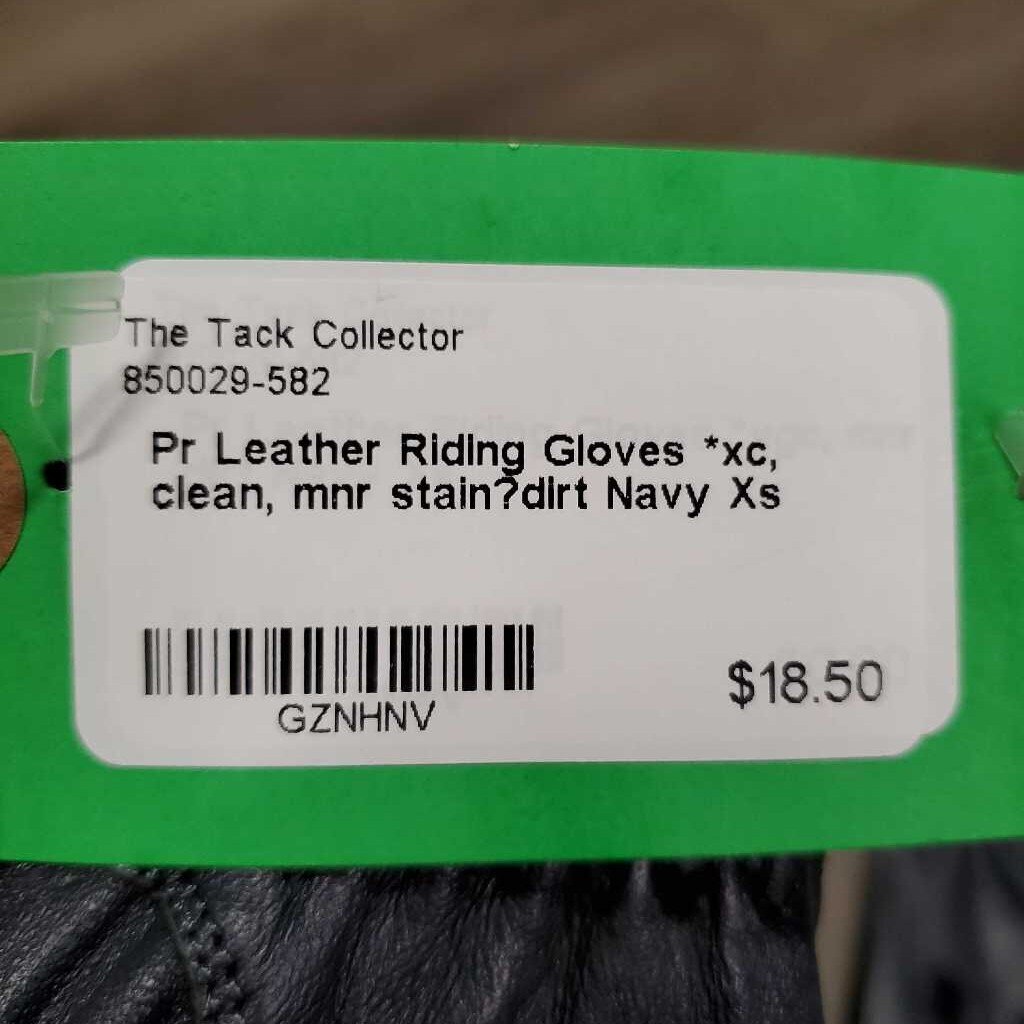 The Tack Collector
850029-582
Pr Leather Riding Gloves *xc,
clean, mnr stain?dirt Navy Xs
GZNHNV
$18.50